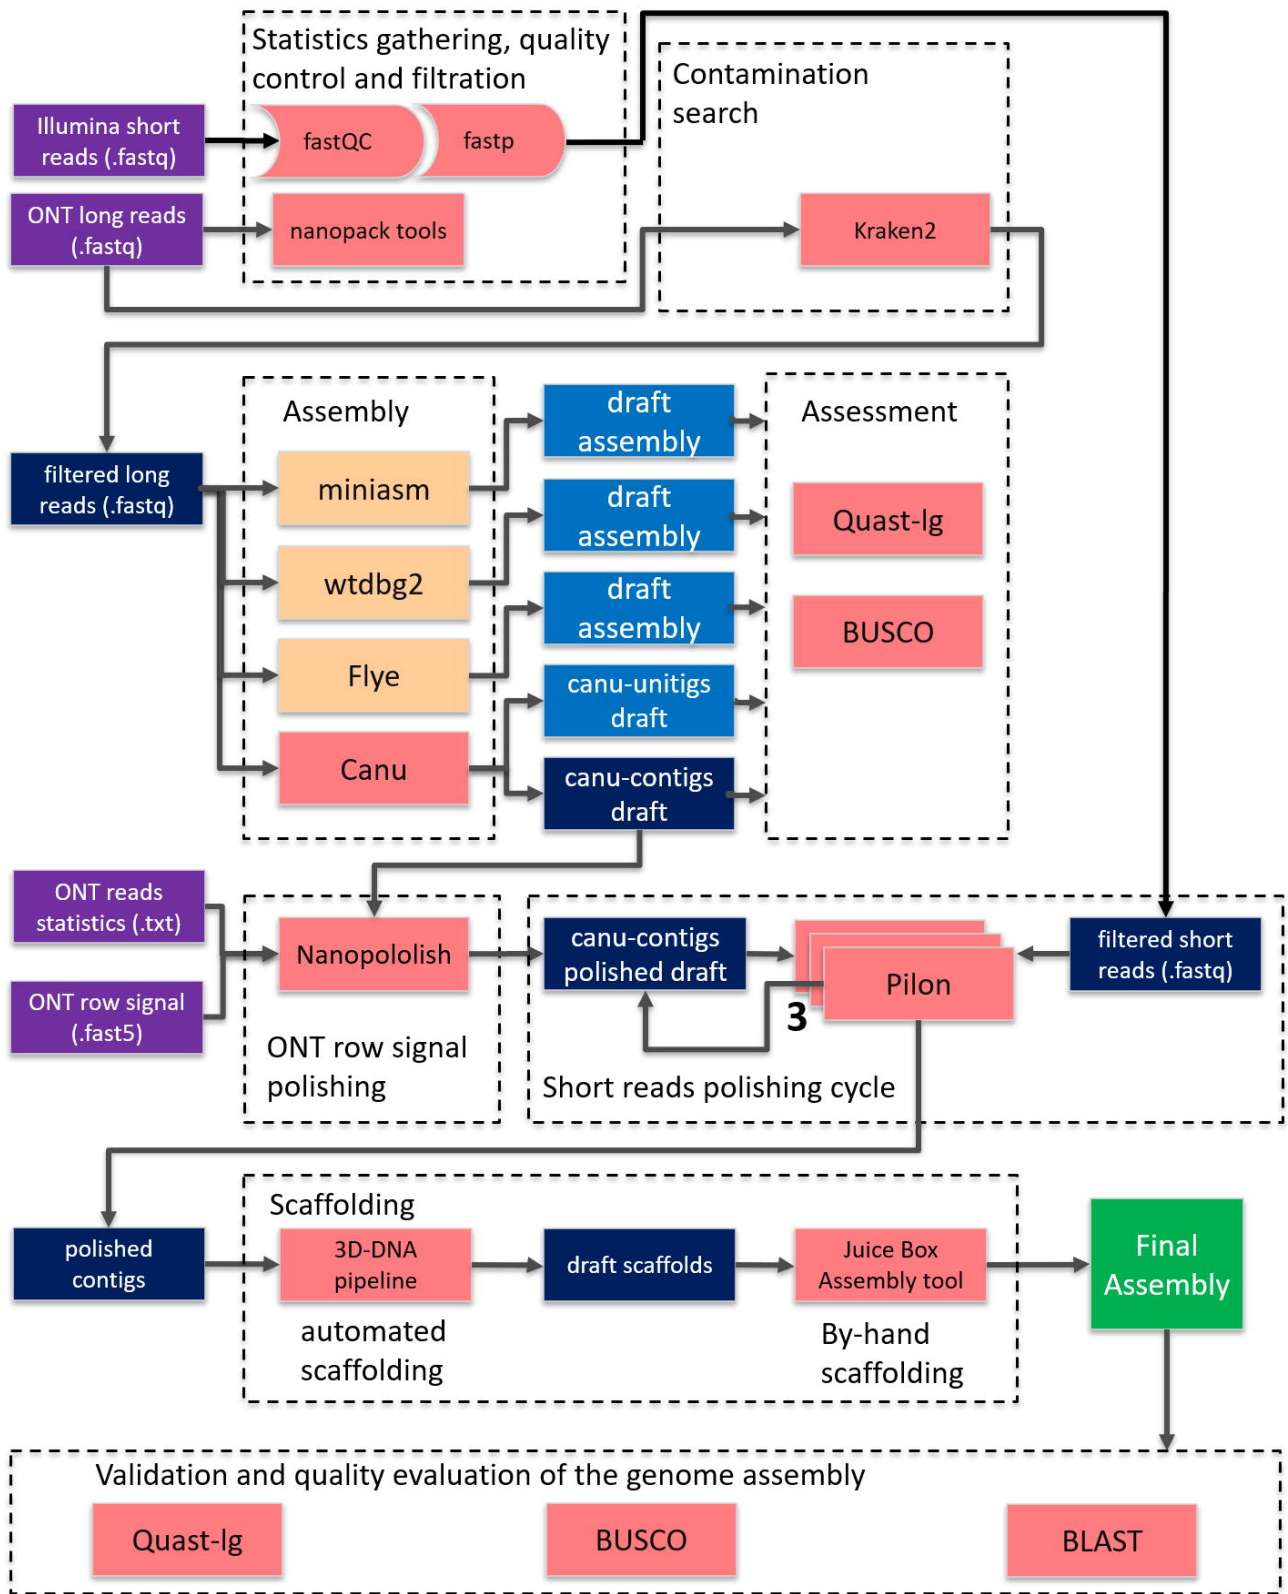 Statistics gathering, quality
control and filtration
Contamination
search
Illumina short
reads (.fastq)
fastQC
fastp
ONT long reads
(.fastq)
nanopack tools
Kraken2
Assembly
draft
assembly
Assessment
filtered long
reads (.fastq)
miniasm
draft
assembly
Quast-lg
wtdbg2
draft
assembly
BUSCO
Flye
canu-unitigs
draft
Canu
canu-contigs
draft
ONT reads
statistics (.txt)
Nanopololish
canu-contigs
polished draft
Pilon
3
filtered short
reads (.fastq)
ONT row signal
(.fast5)
ONT row signal
polishing
Short reads polishing cycle
Scaffolding
polished
contigs
3D-DNA
pipeline
draft scaffolds
Juice Box
Assembly tool
Final
Assembly
automated
scaffolding
By-hand
scaffolding
Validation and quality evaluation of the genome assembly
Quast-lg
BUSCO
BLAST